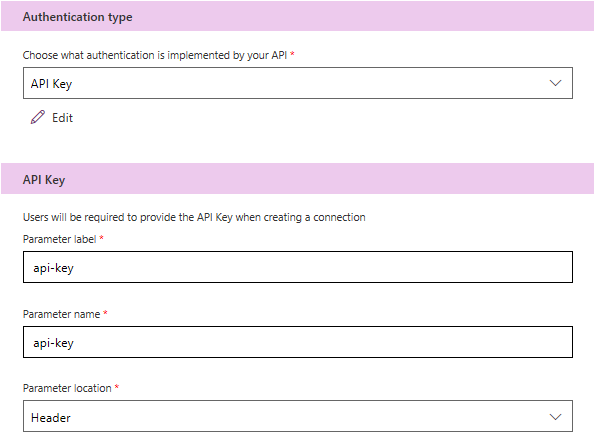 Authentication type
Choose what authentication is implemented by your API *
API Key
Edit
API Key
Users will be required to provide the API Key when creating a connection
Parameter label *
api-key
Parameter name *
api-key
Parameter location *
Header